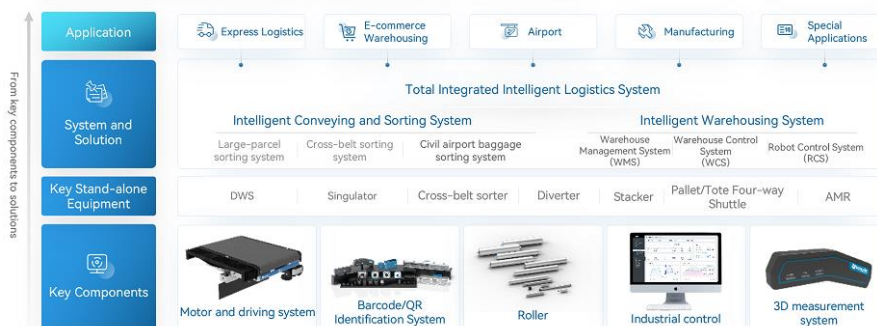 Application
Express Logistics
E-commerce
Warehousing
Airport
Manufacturing
Special
Applications
From key components to solutions
System and
Solution
Total Integrated Intelligent Logistics System
Intelligent Conveying and Sorting System
Large-parcel
sorting system
Cross-belt sorting
system
Civil airport baggage
sorting system
Intelligent Warehousing System
Warehouse
Management System
(WMS)
Warehouse Control
System
(WCS)
Robot Control System
(RCS)
Key Stand-alone
Equipment
DWS
Singulator
Cross-belt sorter
Diverter
Stacker
Pallet/Tote Four-way
Shuttle
AMR
Key Components
Motor and driving system
Barcode/QR
Identification System
Roller
Industrial control
3D measurement
system